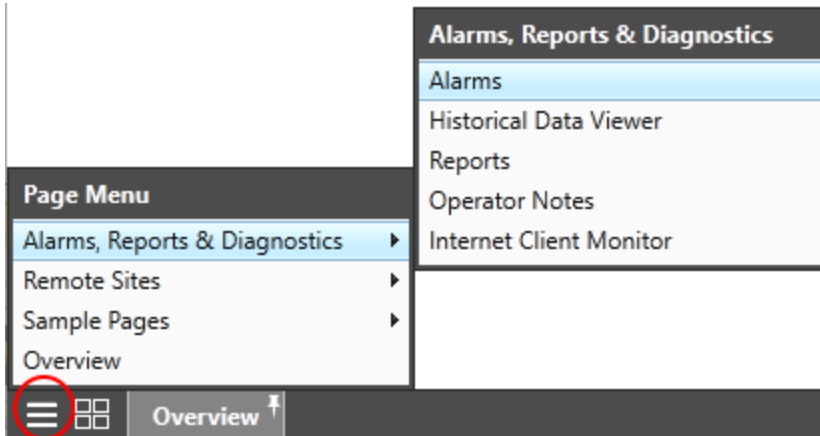 Alarms, Reports & Diagnostics
Alarms
Historical Data Viewer
Reports
Operator Notes
Internet Client Monitor
Page Menu
Alarms, Reports & Diagnostics
Remote Sites
Sample Pages
Overview
Overview